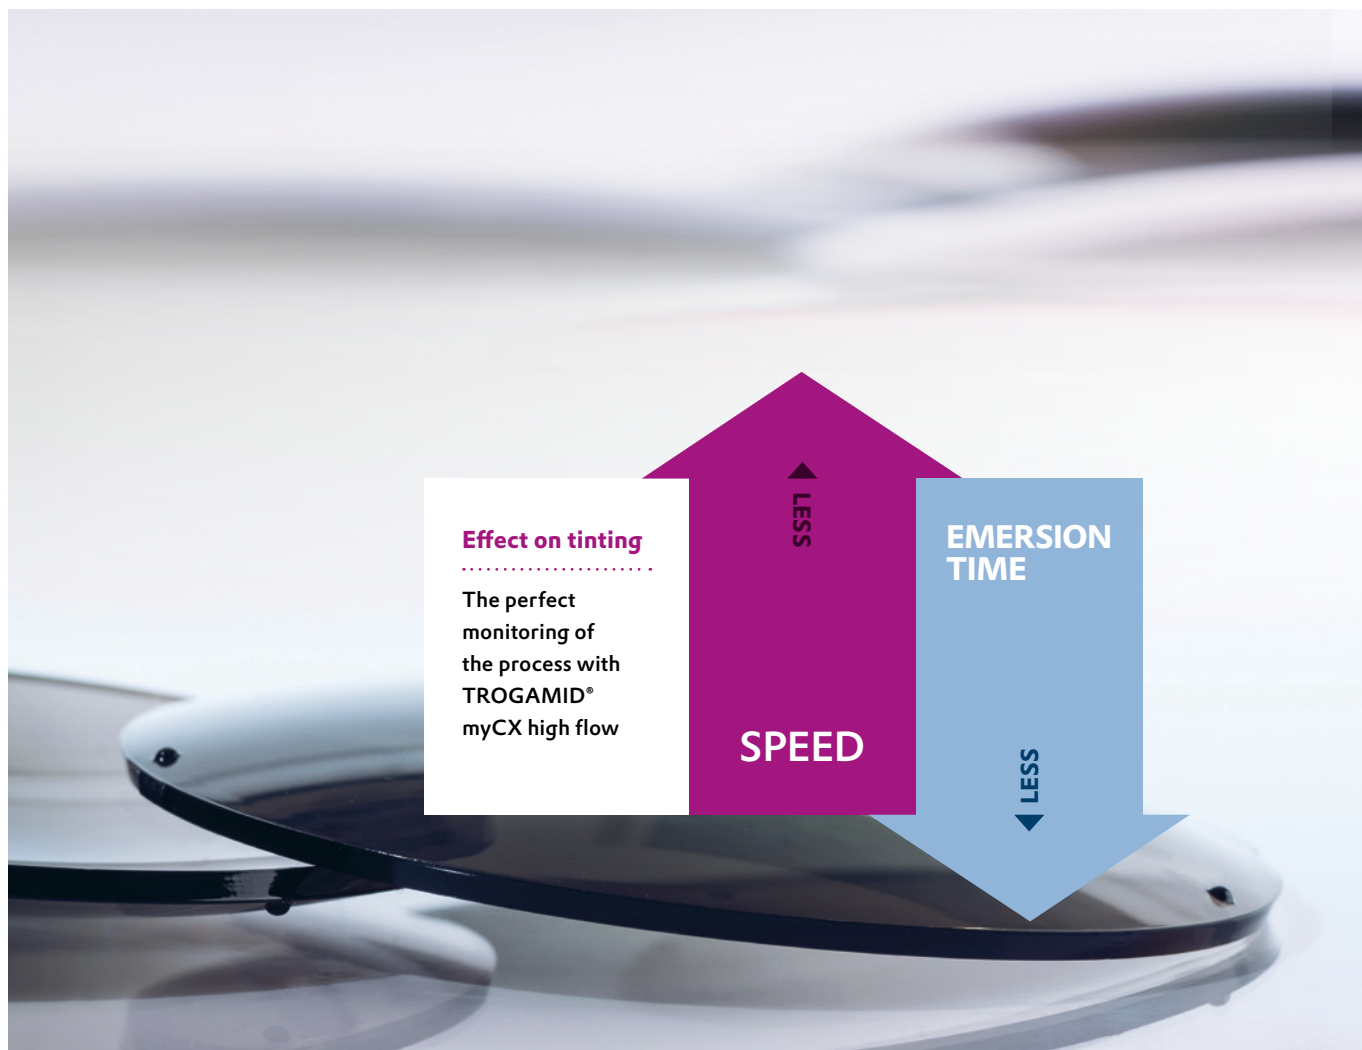 Effect on tinting
The perfect
monitoring of
the process with
TROGAMID®
myCX high flow
LESS
SPEED
EMERSION
TIME
LESS